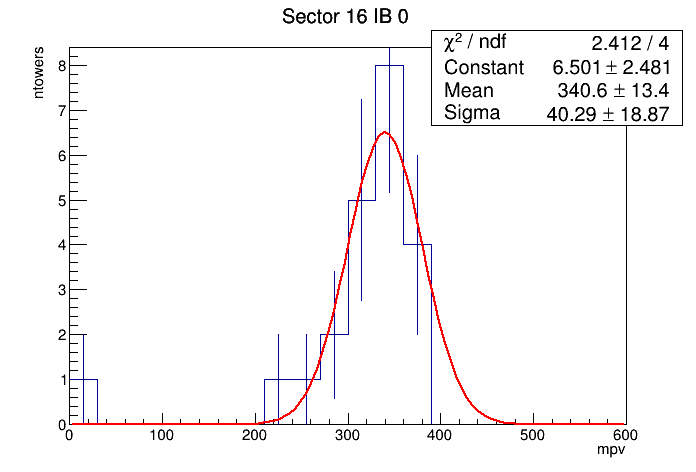 Sector 16 IB 0
χ² / ndf 2.412 / 4
Constant 6.501 ± 2.481
Mean 340.6 ± 13.4
Sigma 40.29 ± 18.87
ntowers
8
7
6
5
4
3
2
1
0
0 100 200 300 400 500 600
mpv